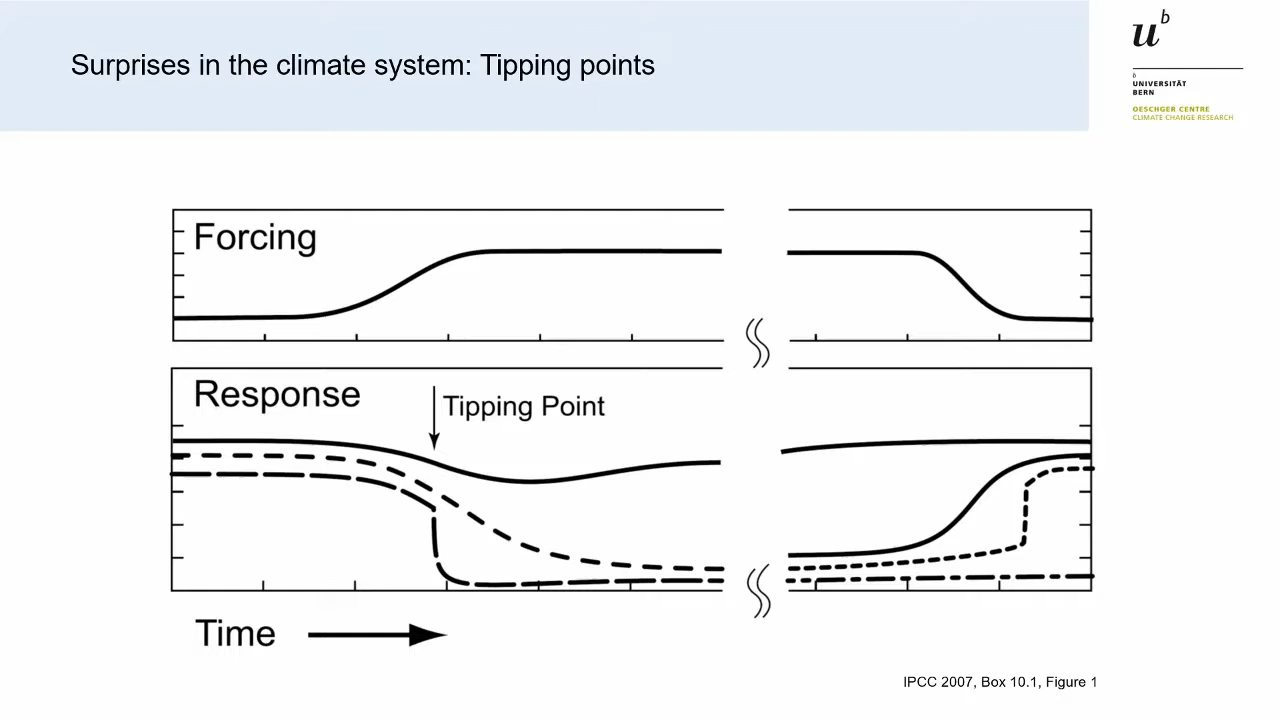 Surprises in the climate system: Tipping points
u^b
b
UNIVERSITÄT
BERN
OESCHGER CENTRE
CLIMATE CHANGE RESEARCH
Forcing
Response
Tipping Point
Time
IPCC 2007, Box 10.1, Figure 1